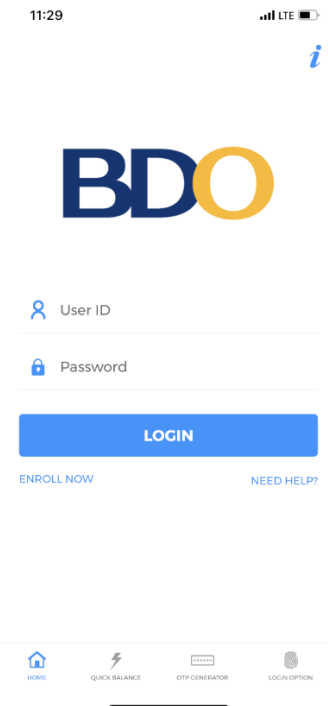 11:29 LTE
i
BDO
User ID
Password
LOGIN
ENROLL NOW NEED HELP?
HOME QUICK BALANCE OTP GENERATOR LOGIN OPTION